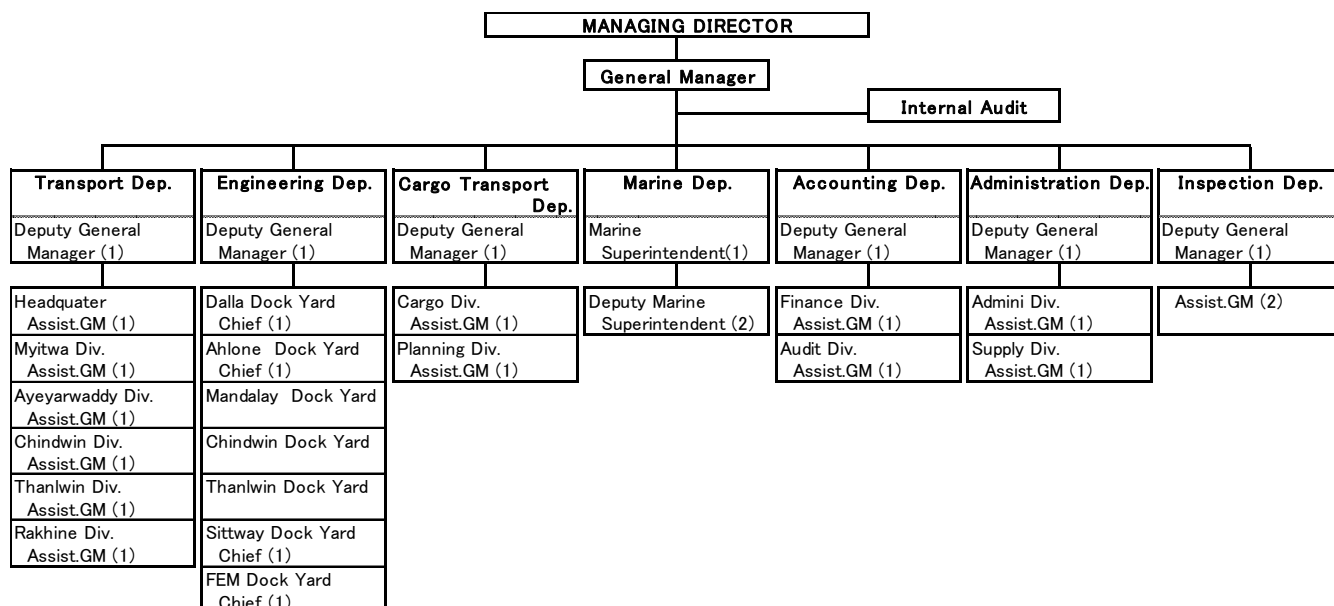 MANAGING DIRECTOR
General Manager
Internal Audit
Transport Dep.
Deputy General
Manager (1)
Headquater
Assist.GM (1)
Myitwa Div.
Assist.GM (1)
Ayeyarwaddy Div.
Assist.GM (1)
Chindwin Div.
Assist.GM (1)
Thanlwin Div.
Assist.GM (1)
Rakhine Div.
Assist.GM (1)
Engineering Dep.
Deputy General
Manager (1)
Dalla Dock Yard
Chief (1)
Ahlone Dock Yard
Chief (1)
Mandalay Dock Yard
Chindwin Dock Yard
Thanlwin Dock Yard
Sittway Dock Yard
Chief (1)
FEM Dock Yard
Chief (1)
Cargo Transport
Dep.
Deputy General
Manager (1)
Cargo Div.
Assist.GM (1)
Planning Div.
Assist.GM (1)
Marine Dep.
Marine
Superintendent(1)
Deputy Marine
Superintendent (2)
Accounting Dep.
Deputy General
Manager (1)
Finance Div.
Assist.GM (1)
Audit Div.
Assist.GM (1)
Administration Dep.
Deputy General
Manager (1)
Admini Div.
Assist.GM (1)
Supply Div.
Assist.GM (1)
Inspection Dep.
Deputy General
Manager (1)
Assist.GM (2)